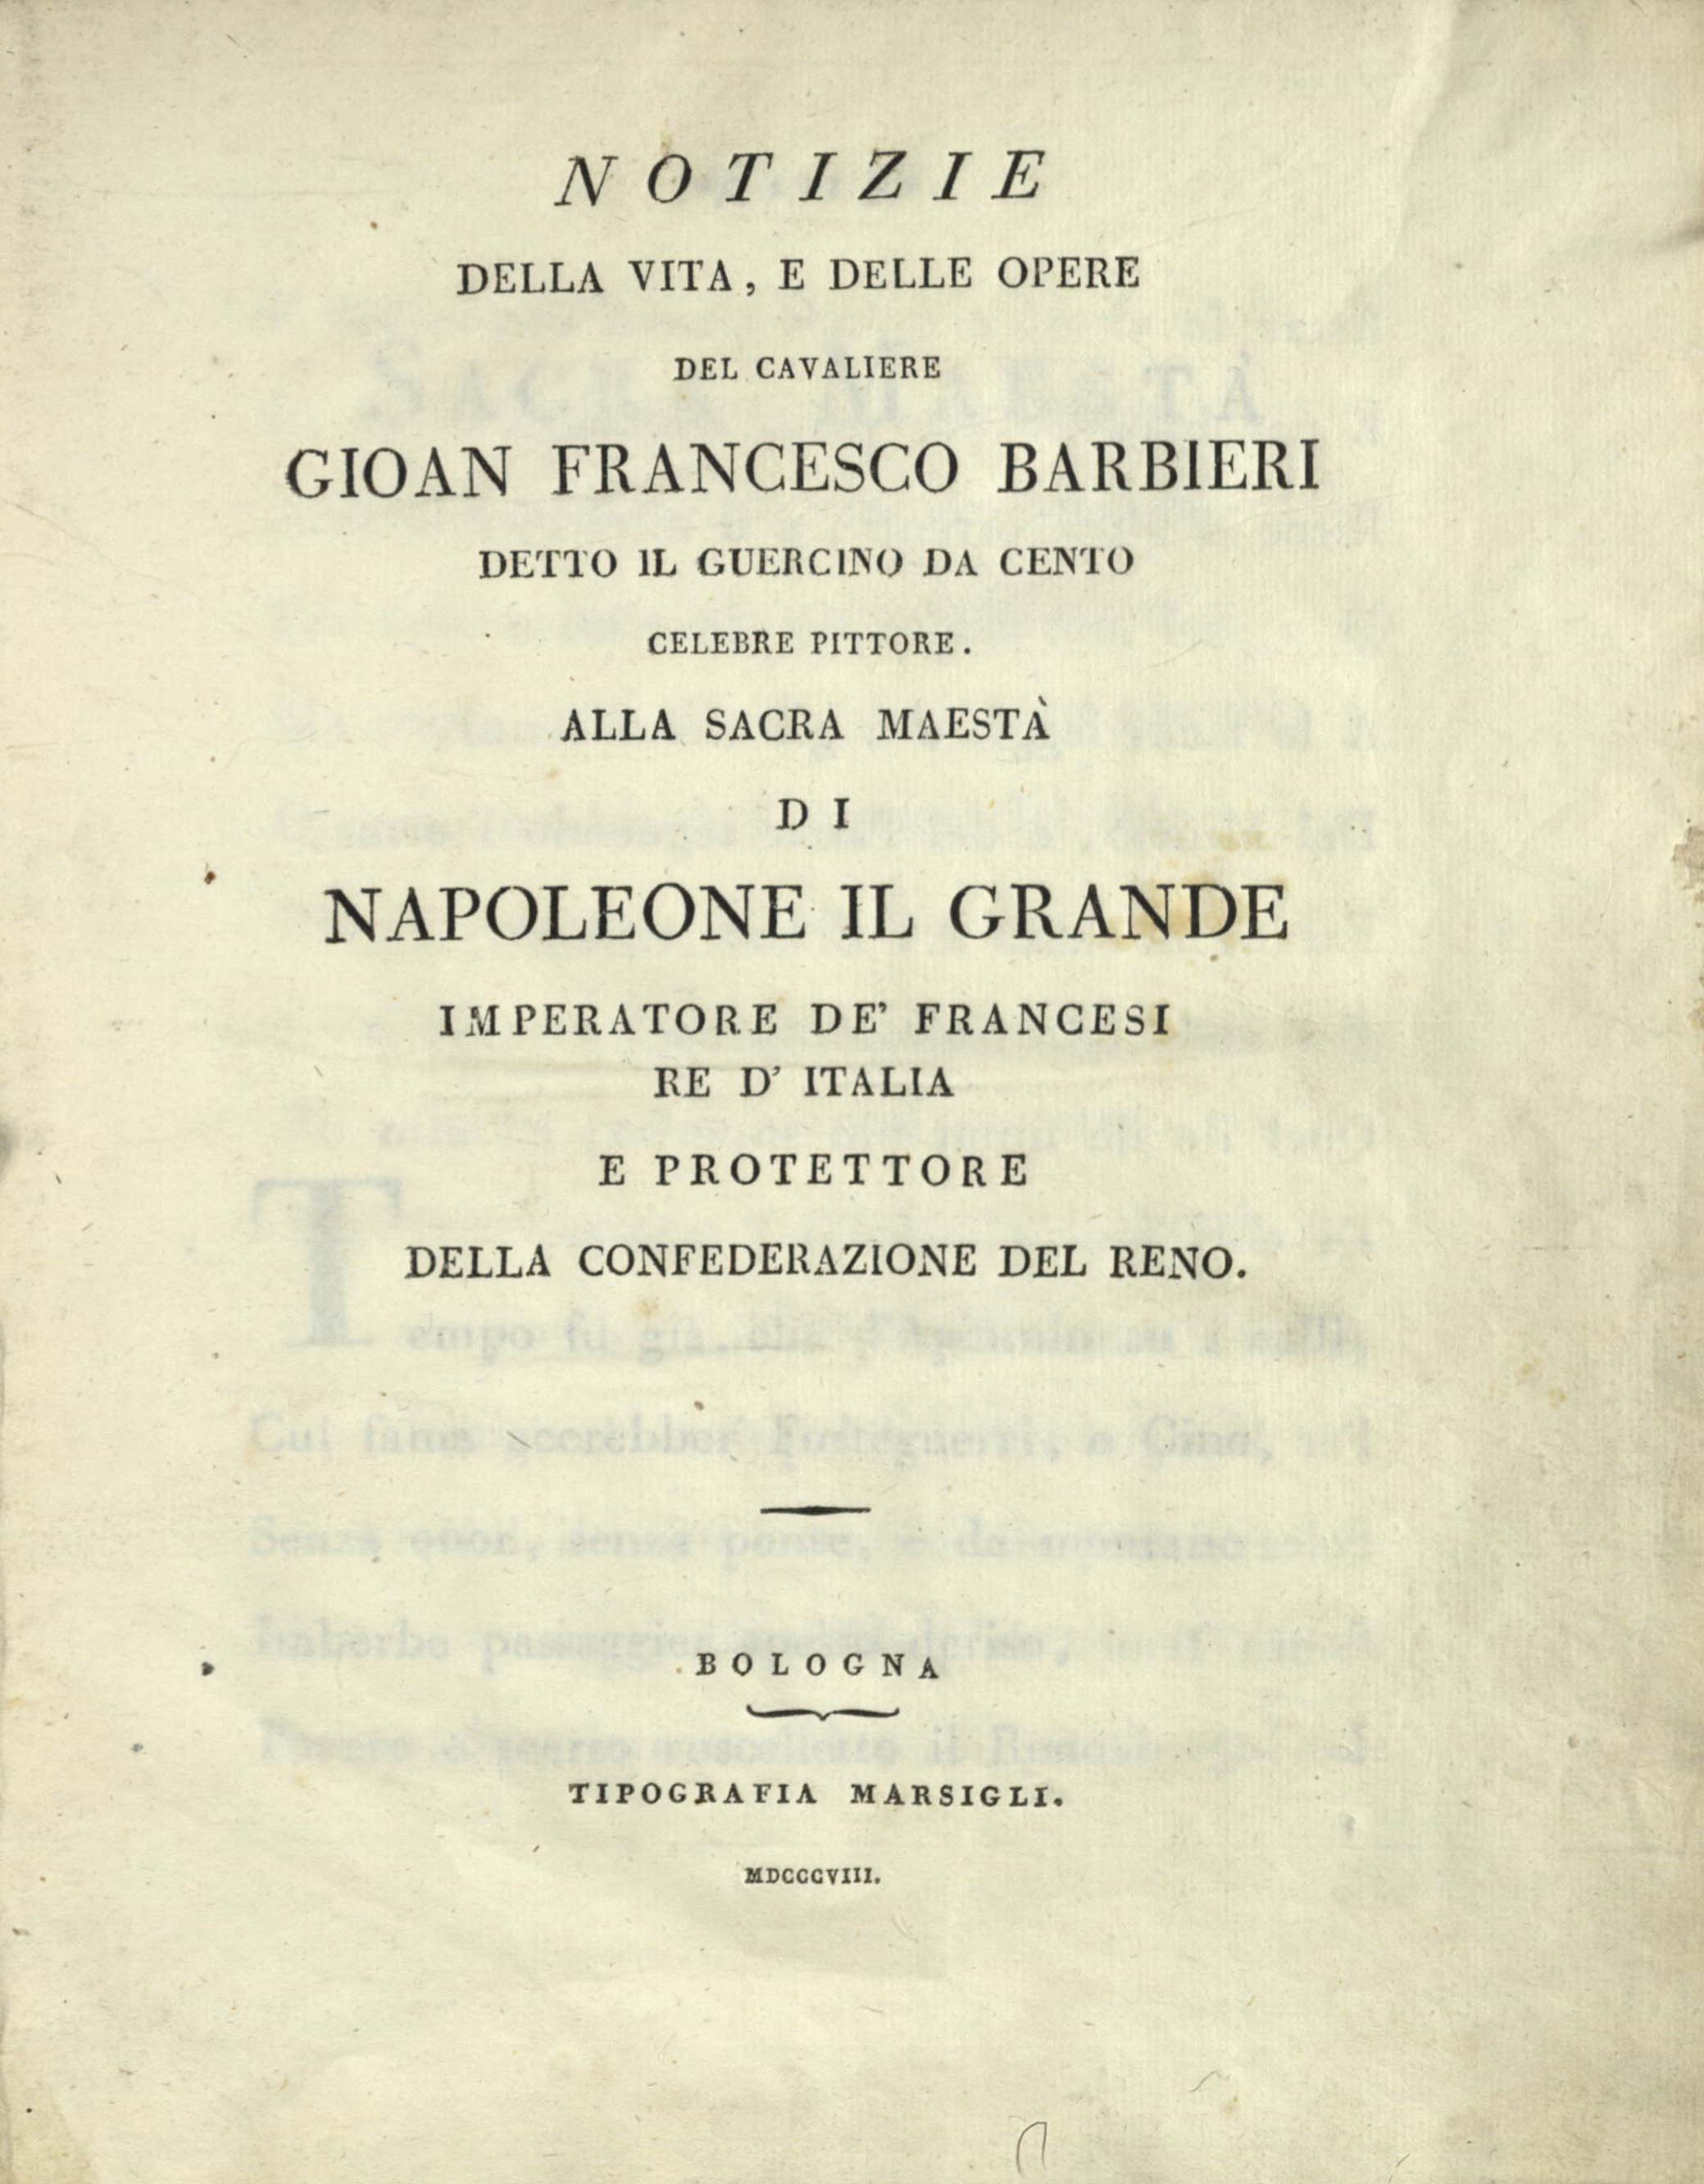 NOTIZIE
DELLA VITA, E DELLE OPERE
DEL CAVALIERE
GIOAN FRANCESCO BARBIERI
DETTO IL GUERCINO DA CENTO
CELEBRE PITTORE.
ALLA SACRA MAESTÀ
DI
NAPOLEONE IL GRANDE
IMPERATORE DE' FRANCESI
RE D' ITALIA
E PROTETTORE
DELLA CONFEDERAZIONE DEL RENO.
BOLOGNA
TIPOGRAFIA MARSIGLI.
MDCCCVIII.